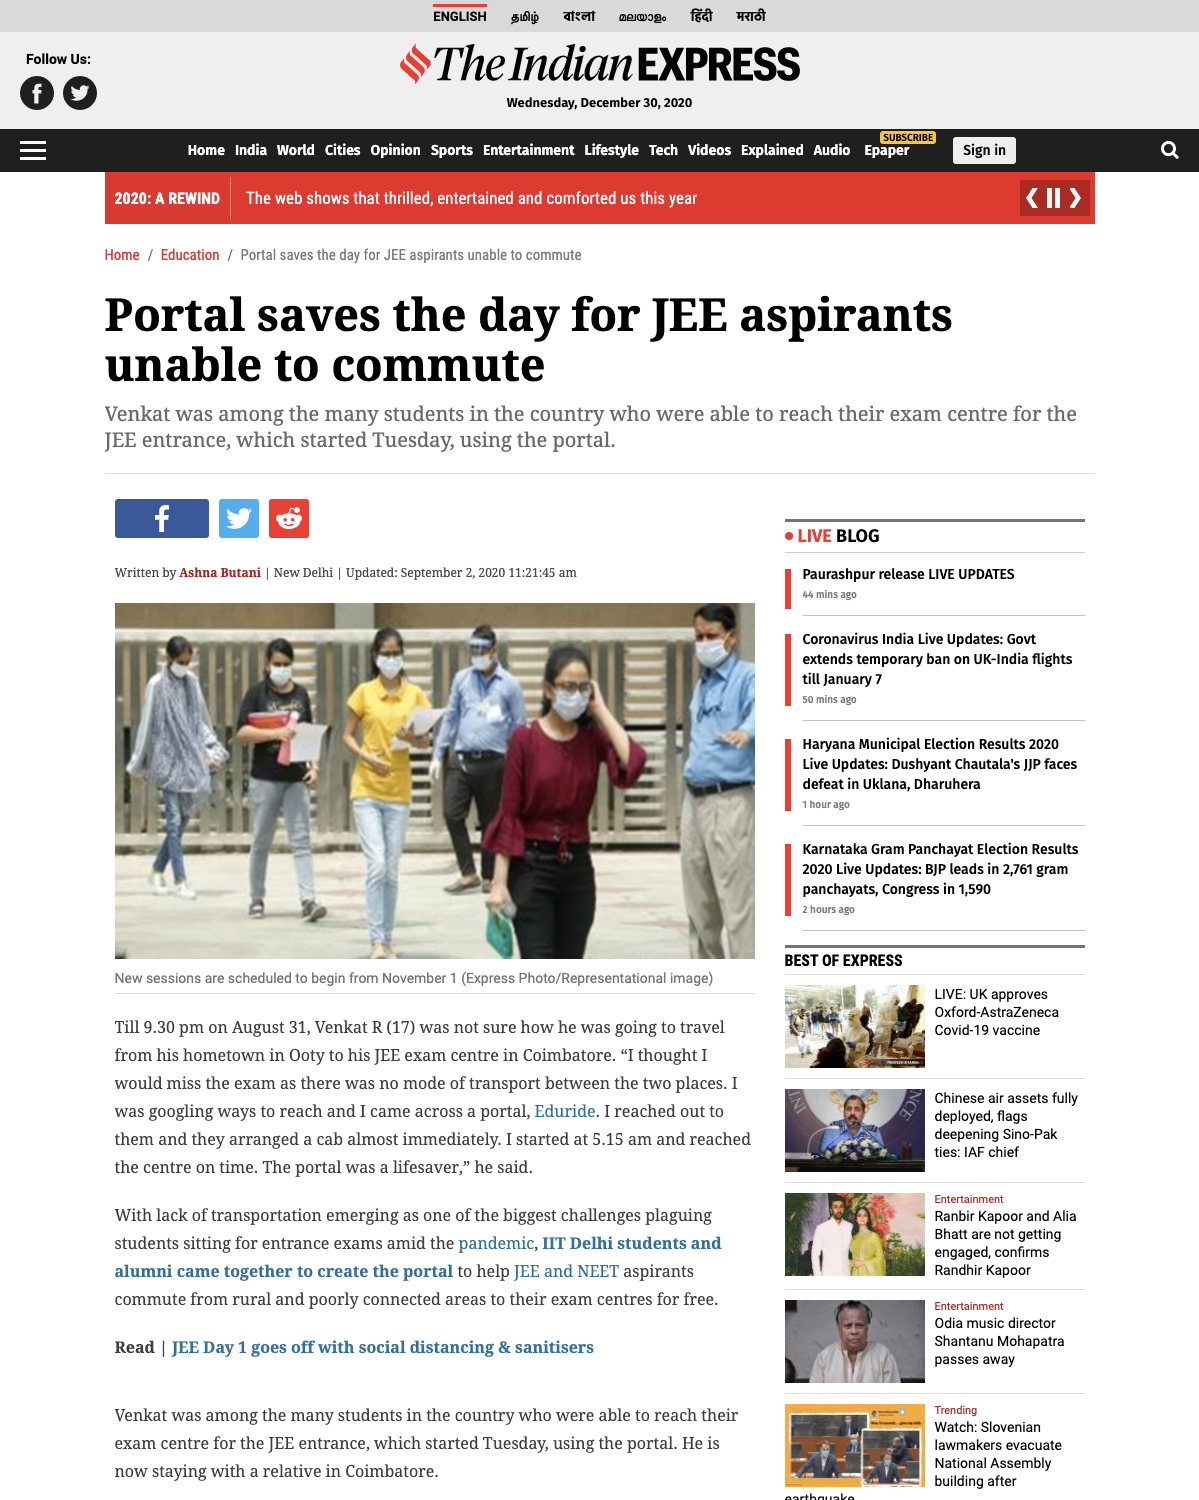 ENGLISH தமிழ் বাংলা മലയാളം हिंदी मराठी
Follow Us:
The Indian EXPRESS
Wednesday, December 30, 2020
SUBSCRIBE
Home India World Cities Opinion Sports Entertainment Lifestyle Tech Videos Explained Audio Epaper Sign in
2020: A REWIND The web shows that thrilled, entertained and comforted us this year
Home / Education / Portal saves the day for JEE aspirants unable to commute
Portal saves the day for JEE aspirants
unable to commute
Venkat was among the many students in the country who were able to reach their exam centre for the
JEE entrance, which started Tuesday, using the portal.
Written by Ashna Butani | New Delhi | Updated: September 2, 2020 11:21:45 am
New sessions are scheduled to begin from November 1 (Express Photo/Representational image)
Till 9.30 pm on August 31, Venkat R (17) was not sure how he was going to travel
from his hometown in Ooty to his JEE exam centre in Coimbatore. “I thought I
would miss the exam as there was no mode of transport between the two places. I
was googling ways to reach and I came across a portal, Eduride. I reached out to
them and they arranged a cab almost immediately. I started at 5.15 am and reached
the centre on time. The portal was a lifesaver,” he said.
With lack of transportation emerging as one of the biggest challenges plaguing
students sitting for entrance exams amid the pandemic, IIT Delhi students and
alumni came together to create the portal to help JEE and NEET aspirants
commute from rural and poorly connected areas to their exam centres for free.
Read | JEE Day 1 goes off with social distancing & sanitisers
Venkat was among the many students in the country who were able to reach their
exam centre for the JEE entrance, which started Tuesday, using the portal. He is
now staying with a relative in Coimbatore.
LIVE BLOG
Paurashpur release LIVE UPDATES
44 mins ago
Coronavirus India Live Updates: Govt
extends temporary ban on UK-India flights
till January 7
50 mins ago
Haryana Municipal Election Results 2020
Live Updates: Dushyant Chautala's JJP faces
defeat in Uklana, Dharuhera
1 hour ago
Karnataka Gram Panchayat Election Results
2020 Live Updates: BJP leads in 2,761 gram
panchayats, Congress in 1,590
2 hours ago
BEST OF EXPRESS
LIVE: UK approves
Oxford-AstraZeneca
Covid-19 vaccine
Chinese air assets fully
deployed, flags
deepening Sino-Pak
ties: IAF chief
Entertainment
Ranbir Kapoor and Alia
Bhatt are not getting
engaged, confirms
Randhir Kapoor
Entertainment
Odia music director
Shantanu Mohapatra
passes away
Trending
Watch: Slovenian
lawmakers evacuate
National Assembly
building after
earthquake